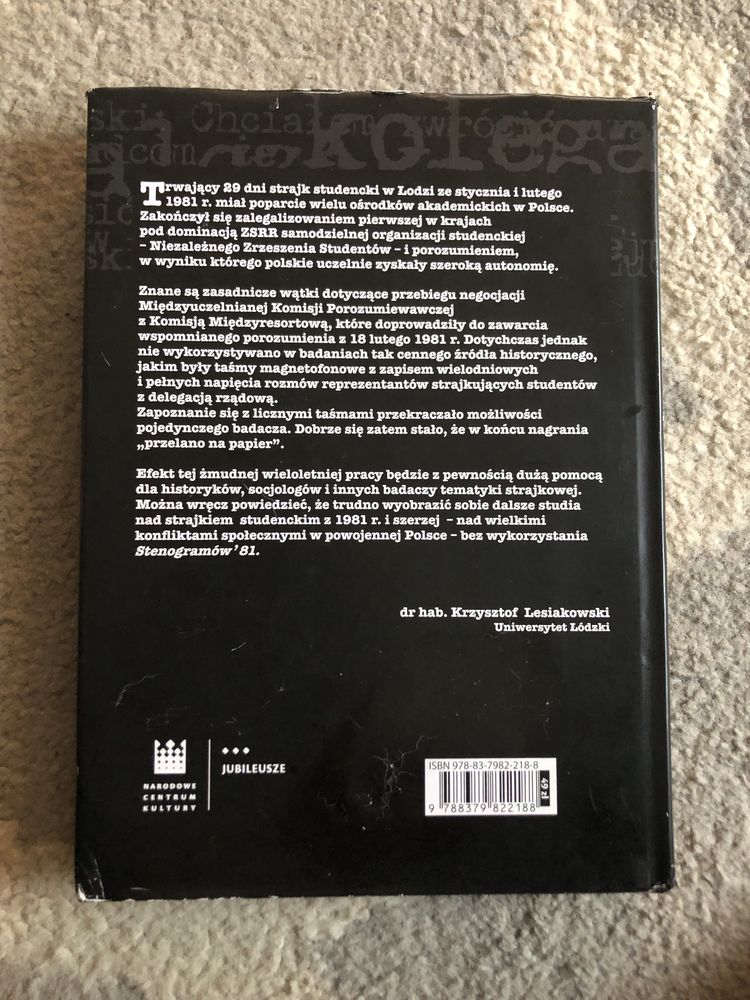 ski. Chciałem zwrócić
kolega
Trwający 29 dni strajk studencki w Łodzi ze stycznia i lutego
1981 r. miał poparcie wielu ośrodków akademickich w Polsce.
Zakończył się zalegalizowaniem pierwszej w krajach
pod dominacją ZSRR samodzielnej organizacji studenckiej
– Niezależnego Zrzeszenia Studentów – i porozumieniem,
w wyniku którego polskie uczelnie zyskały szeroką autonomię.
Znane są zasadnicze wątki dotyczące przebiegu negocjacji
Międzyuczelnianej Komisji Porozumiewawczej
z Komisją Międzyresortową, które doprowadziły do zawarcia
wspomnianego porozumienia z 18 lutego 1981 r. Dotychczas jednak
nie wykorzystywano w badaniach tak cennego źródła historycznego,
jakim były taśmy magnetofonowe z zapisem wielodniowych
i pełnych napięcia rozmów reprezentantów strajkujących studentów
z delegacją rządową.
Zapoznanie się z licznymi taśmami przekraczało możliwości
pojedynczego badacza. Dobrze się zatem stało, że w końcu nagrania
„przelano na papier”.
Efekt tej żmudnej wieloletniej pracy będzie z pewnością dużą pomocą
dla historyków, socjologów i innych badaczy tematyki strajkowej.
Można wręcz powiedzieć, że trudno wyobrazić sobie dalsze studia
nad strajkiem studenckim z 1981 r. i szerzej – nad wielkimi
konfliktami społecznymi w powojennej Polsce – bez wykorzystania
Stenogramów’81.
dr hab. Krzysztof Lesiakowski
Uniwersytet Łódzki
NARODOWE
CENTRUM
KULTURY
JUBILEUSZE
ISBN 978-83-7982-218-8
49 zł
9 788379 822188